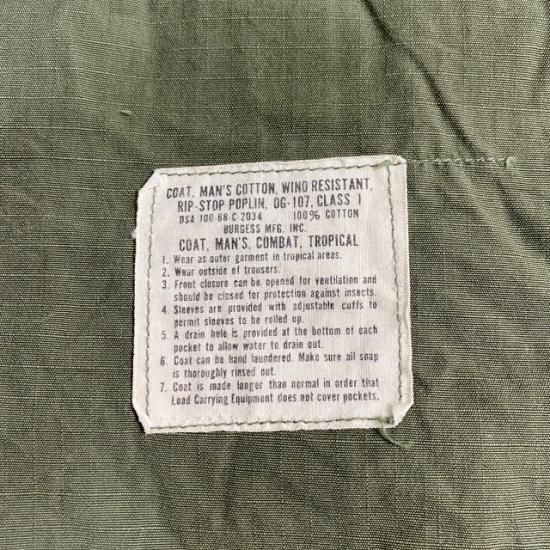 COAT, MAN'S COTTON, WIND RESISTANT,
RIP-STOP POPLIN, OG-107, CLASS 1
DSA 100-68-C-2034 100% COTTON
BURGESS MFG. INC.
COAT, MAN'S, COMBAT, TROPICAL
1. Wear as outer garment in tropical areas.
2. Wear outside of trousers.
3. Front closure can be opened for ventilation and
should be closed for protection against insects.
4. Sleeves are provided with adjustable cuffs to
permit sleeves to be rolled up.
5. A drain hole is provided at the bottom of each
pocket to allow water to drain out.
6. Coat can be hand laundered. Make sure all soap
is thoroughly rinsed out.
7. Coat is made longer than normal in order that
Load Carrying Equipment does not cover pockets.